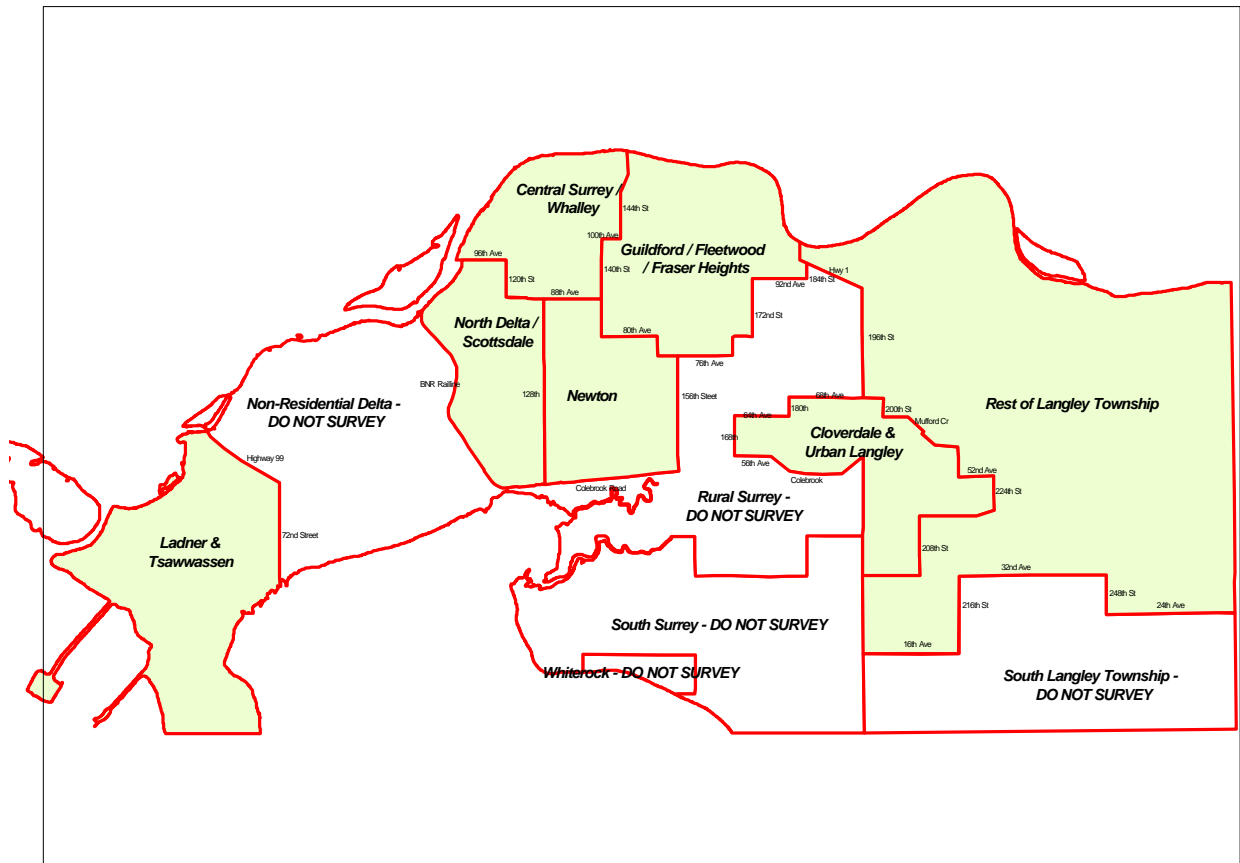 Central Surrey /
Whalley
144th St
100th Ave
Guildford / Fleetwood
/ Fraser Heights
96th Ave
120th St
140th St
88th Ave
Hwy 1
184th St
92nd Ave
North Delta /
Scottsdale
172nd St
80th Ave
76th Ave
196th St
BNR Railline
128th
Newton
156th Street
Non-Residential Delta -
DO NOT SURVEY
68th Ave
180th
64th Ave
200th St
Mufford Cr
Rest of Langley Township
Cloverdale &
Urban Langley
168th
56th Ave
Colebrook
52nd Ave
224th St
Highway 99
Colebrook Road
Rural Surrey -
DO NOT SURVEY
72nd Street
Ladner &
Tsawwassen
208th St
32nd Ave
216th St
248th St
24th Ave
South Surrey - DO NOT SURVEY
16th Ave
Whiterock - DO NOT SURVEY
South Langley Township -
DO NOT SURVEY